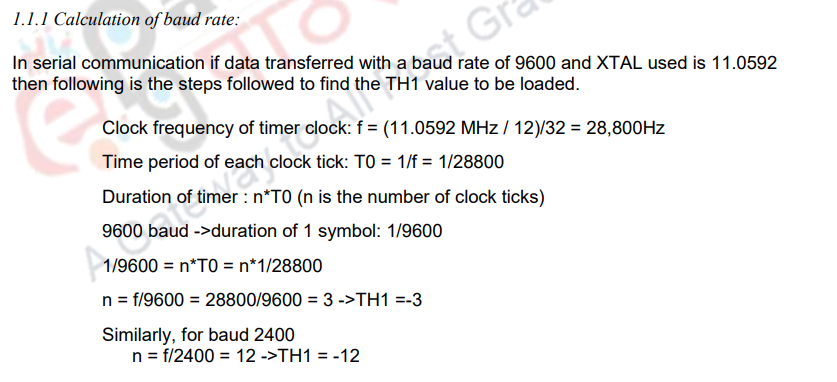 1.1.1 Calculation of baud rate:
In serial communication if data transferred with a baud rate of 9600 and XTAL used is 11.0592
then following is the steps followed to find the TH1 value to be loaded.
Clock frequency of timer clock: f = (11.0592 MHz / 12)/32 = 28,800Hz
Time period of each clock tick: T0 = 1/f = 1/28800
Duration of timer : n*T0 (n is the number of clock ticks)
9600 baud ->duration of 1 symbol: 1/9600
1/9600 = n*T0 = n*1/28800
n = f/9600 = 28800/9600 = 3 ->TH1 =-3
Similarly, for baud 2400
n = f/2400 = 12 ->TH1 = -12
A Gateway to All Post Gra